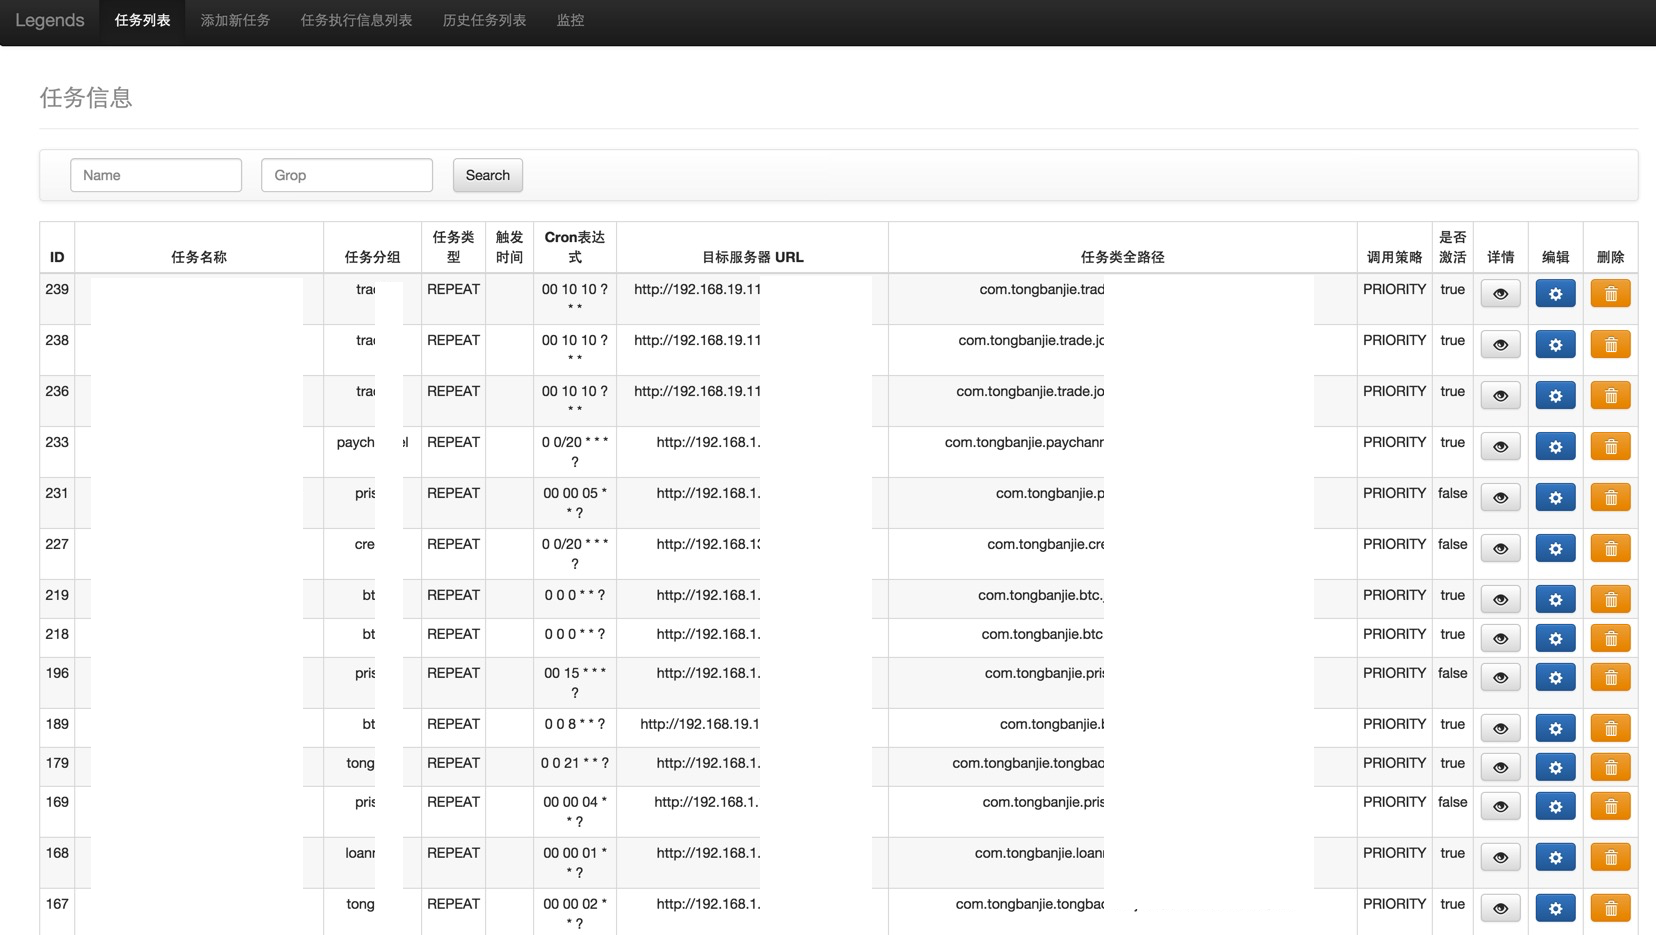 Legends 任务列表 添加新任务 任务执行信息列表 历史任务列表 监控
任务信息
Name Grop Search
ID 任务名称 任务分组 任务类型 触发时间 Cron表达式 目标服务器 URL 任务类全路径 调用策略 是否激活 详情 编辑 删除
239 REPEAT 00 10 10 ? * * http://192.168.19.11 com.tongbanjie.trad PRIORITY true
238 REPEAT 00 10 10 ? * * http://192.168.19.11 com.tongbanjie.trade.jo PRIORITY true
236 REPEAT 00 10 10 ? * * http://192.168.19.11 com.tongbanjie.trade.jo PRIORITY true
233 paych el REPEAT 0 0/20 * * * ? http://192.168.1. com.tongbanjie.paychann PRIORITY true
231 pris REPEAT 00 00 05 * * ? http://192.168.1. com.tongbanjie.p PRIORITY false
227 cre REPEAT 0 0/20 * * * ? http://192.168.13 com.tongbanjie.cre PRIORITY false
219 bt REPEAT 0 0 0 * * ? http://192.168.1. com.tongbanjie.btc. PRIORITY true
218 bt REPEAT 0 0 0 * * ? http://192.168.1. com.tongbanjie.btc PRIORITY true
196 pris REPEAT 00 15 * * * ? http://192.168.1. com.tongbanjie.pris PRIORITY false
189 bt REPEAT 0 0 8 * * ? http://192.168.19.1 com.tongbanjie.b PRIORITY true
179 tong REPEAT 0 0 21 * * ? http://192.168.1. com.tongbanjie.tongbao PRIORITY true
169 pris REPEAT 00 00 04 * * ? http://192.168.1. com.tongbanjie.pris PRIORITY false
168 loan REPEAT 00 00 01 * * ? http://192.168.1. com.tongbanjie.loan PRIORITY true
167 tong REPEAT 00 00 02 * * ? http://192.168.1. com.tongbanjie.tongbao PRIORITY true